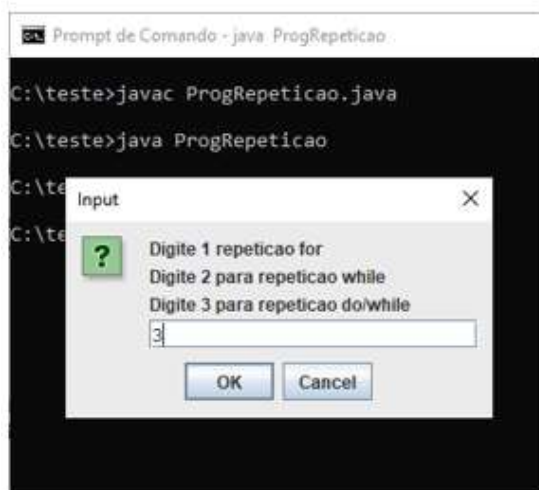 Prompt de Comando - java ProgRepeticao
C:\teste>javac ProgRepeticao.java
C:\teste>java ProgRepeticao
C:\te
Input
C:\te
?
Digite 1 repeticao for
Digite 2 para repeticao while
Digite 3 para repeticao do/while
3
OK Cancel